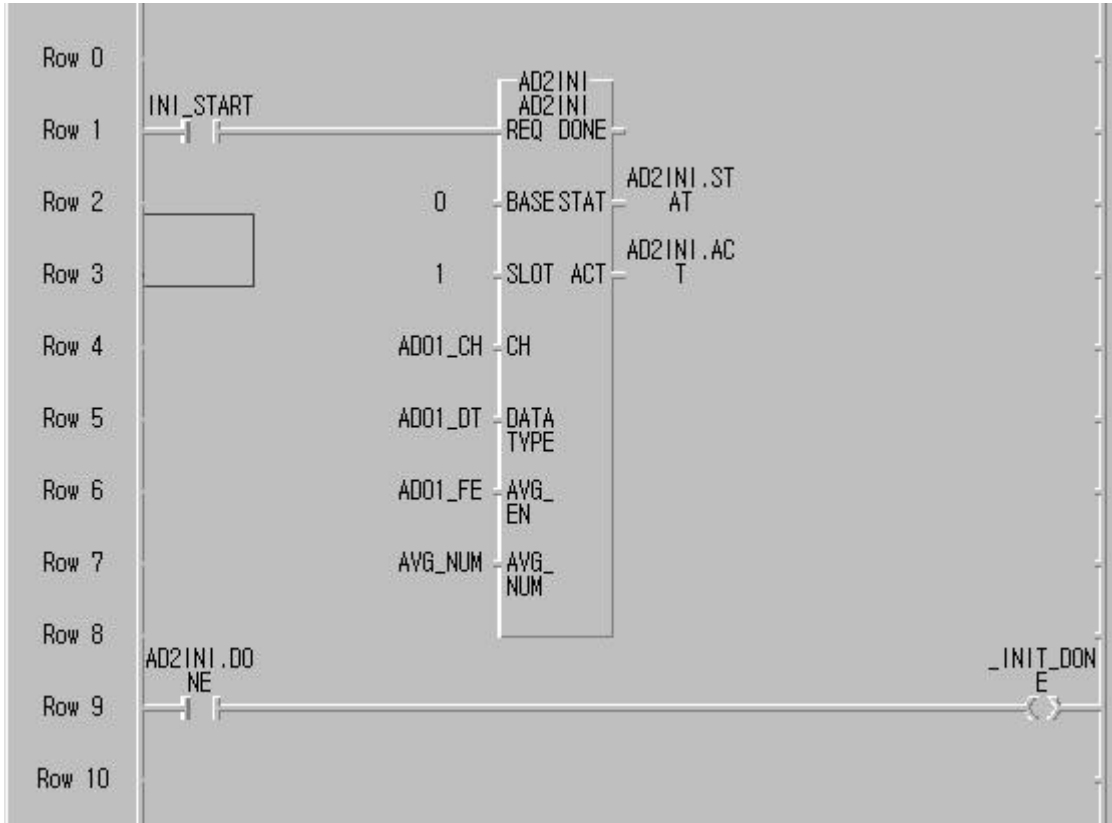 Row 0
AD2INI
INI_START
AD2INI
Row 1
REQ DONE
AD2INI.ST
AT
Row 2
0
BASE STAT
AD2INI.AC
T
Row 3
1
SLOT ACT
Row 4
AD01_CH
CH
Row 5
AD01_DT
DATA
TYPE
Row 6
AD01_FE
AVG_
EN
Row 7
AVG_NUM
AVG_
NUM
Row 8
AD2INI.DO
NE
_INIT_DON
E
Row 9
Row 10